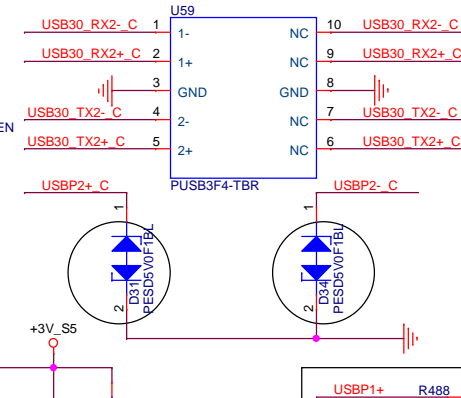 U59
USB30_RX2-_C 1 1- NC 10 USB30_RX2-_C
USB30_RX2+_C 2 1+ NC 9 USB30_RX2+_C
3 GND GND 8
USB30_TX2-_C 4 2- NC 7 USB30_TX2-_C
EN
USB30_TX2+_C 5 2+ NC 6 USB30_TX2+_C
USBP2+_C PUSB3F4-TBR USBP2-_C
1 1
D31 PESD5V0F1BL
D34 PESD5V0F1BL
2 2
+3V_S5
USBP1+ R488